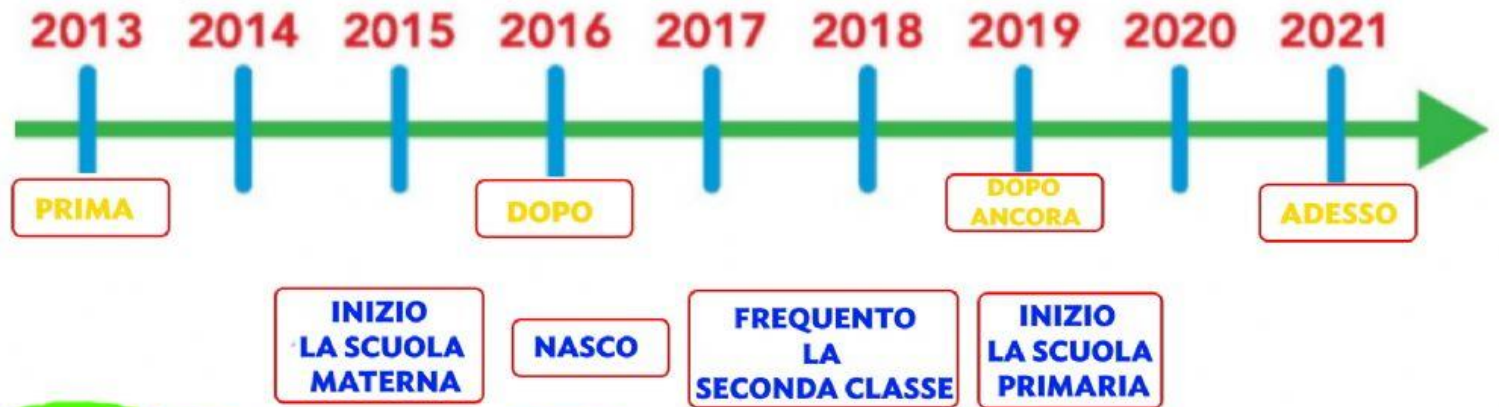 2013 2014 2015 2016 2017 2018 2019 2020 2021
PRIMA
DOPO
DOPO
ANCORA
ADESSO
INIZIO
LA SCUOLA
MATERNA
NASCO
FREQUENTO
LA
SECONDA CLASSE
INIZIO
LA SCUOLA
PRIMARIA